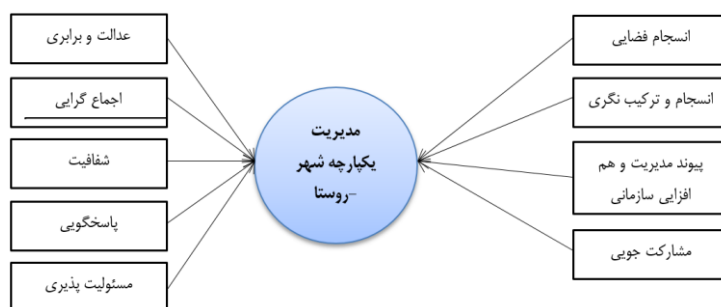 انسجام فضایی
انسجام و ترکیب نگری
پیوند مدیریت و هم
افزایی سازمانی
مشارکت جویی
مدیریت
یکپارچه شهر
-روستا
عدالت و برابری
اجماع گرایی
شفافیت
پاسخگویی
مسئولیت پذیری